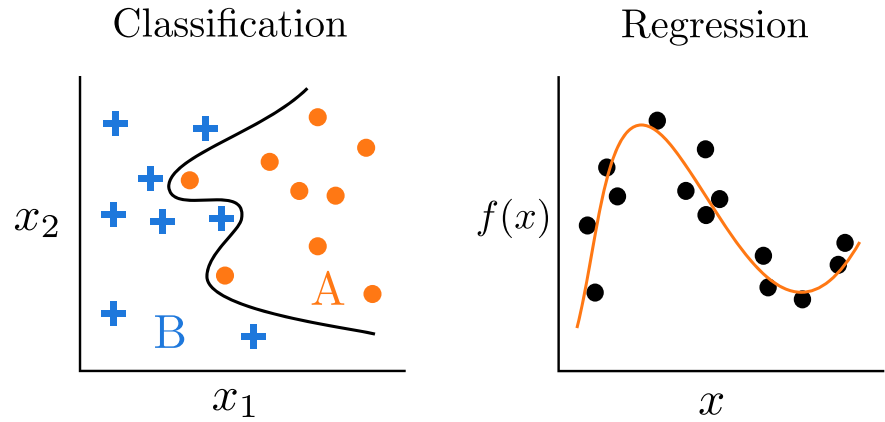 Classification
x₂
A
B
x₁
Regression
f(x)
x